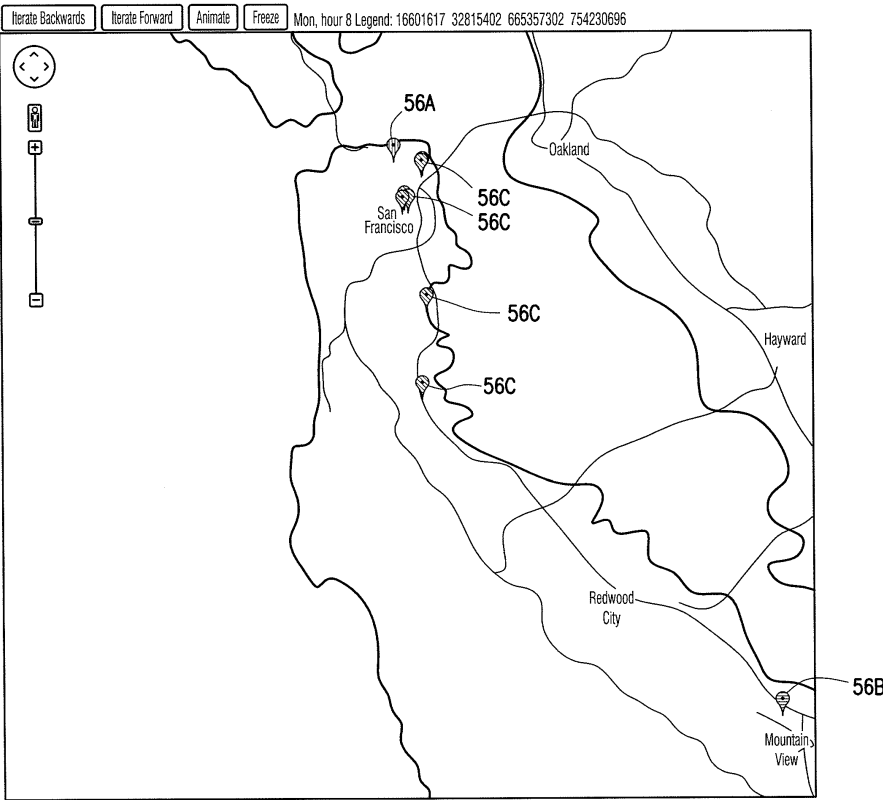 Iterate Backwards Iterate Forward Animate Freeze Mon, hour 8 Legend: 16601617 32815402 665357302 754230696
56A
Oakland
56C
56C
San
Francisco
56C
Hayward
56C
Redwood
City
56B
Mountain
View